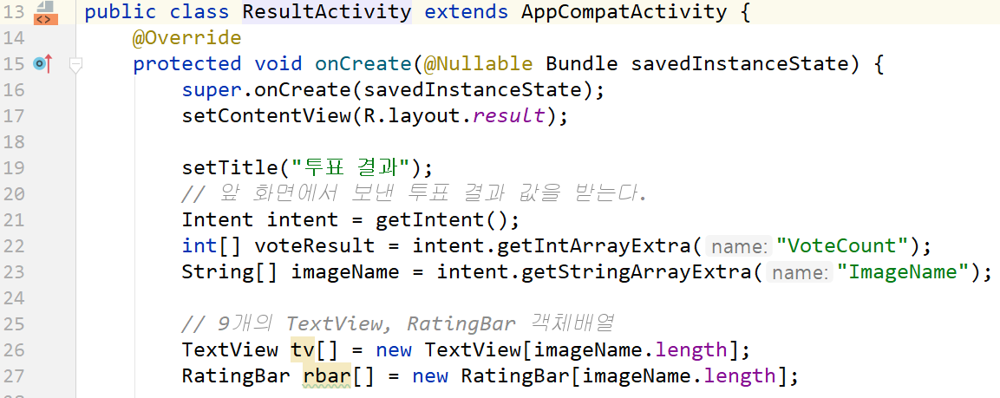 13 public class ResultActivity extends AppCompatActivity {
14 @Override
15 protected void onCreate(@Nullable Bundle savedInstanceState) {
16 super.onCreate(savedInstanceState);
17 setContentView(R.layout.result);
18
19 setTitle("투표 결과");
20 // 앞 화면에서 보낸 투표 결과 값을 받는다.
21 Intent intent = getIntent();
22 int[] voteResult = intent.getIntArrayExtra( name: "VoteCount");
23 String[] imageName = intent.getStringArrayExtra( name: "ImageName");
24
25 // 9개의 TextView, RatingBar 객체배열
26 TextView tv[] = new TextView[imageName.length];
27 RatingBar rbar[] = new RatingBar[imageName.length];